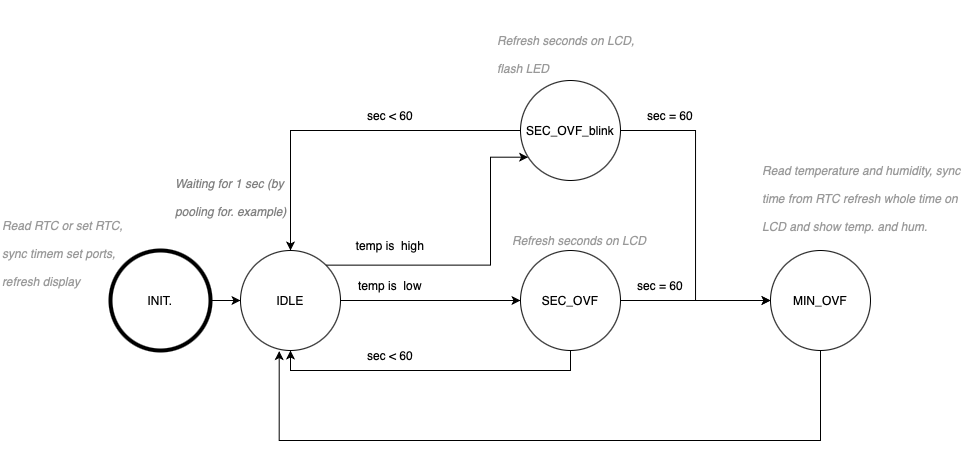 Refresh seconds on LCD,
flash LED
sec < 60
SEC_OVF_blink
sec = 60
Waiting for 1 sec (by
pooling for. example)
Read temperature and humidity, sync
time from RTC refresh whole time on
LCD and show temp. and hum.
Read RTC or set RTC,
sync timem set ports,
refresh display
temp is high
Refresh seconds on LCD
INIT.
IDLE
temp is low
SEC_OVF
sec = 60
MIN_OVF
sec < 60